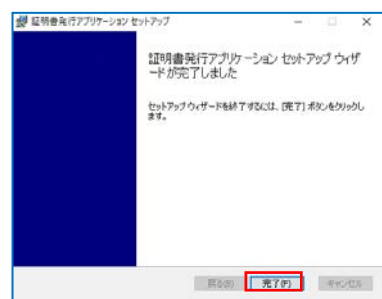 証明書発行アプリケーション セットアップ
証明書発行アプリケーション セットアップ ウィザ
ードが完了しました
セットアップウィザードを終了するには、[完了] ボタンをクリックし
ます。
戻る(B) 完了(F) キャンセル